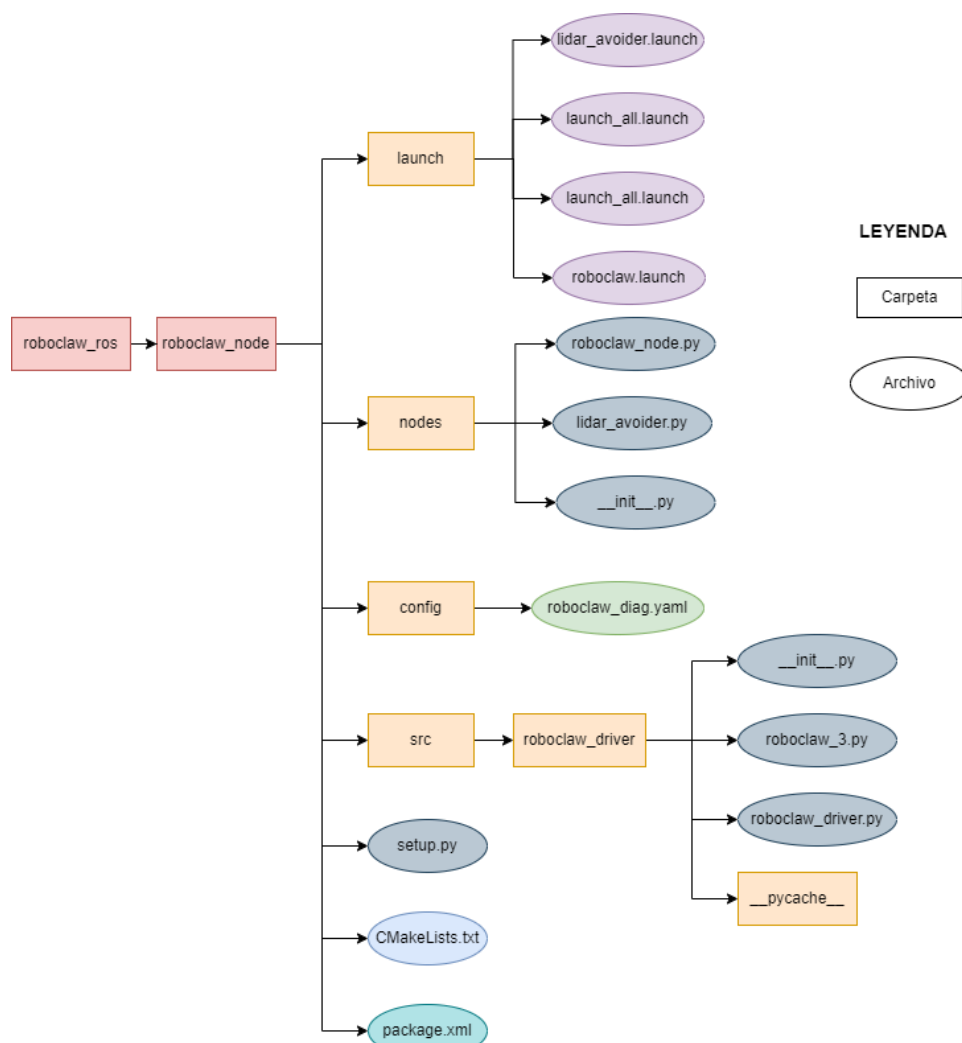 lidar_avoider.launch
launch_all.launch
launch
launch_all.launch
LEYENDA
roboclaw.launch
Carpeta
roboclaw_ros
roboclaw_node
roboclaw_node.py
Archivo
nodes
lidar_avoider.py
__init__.py
config
roboclaw_diag.yaml
__init__.py
src
roboclaw_driver
roboclaw_3.py
roboclaw_driver.py
setup.py
__pycache__
CMakeLists.txt
package.xml